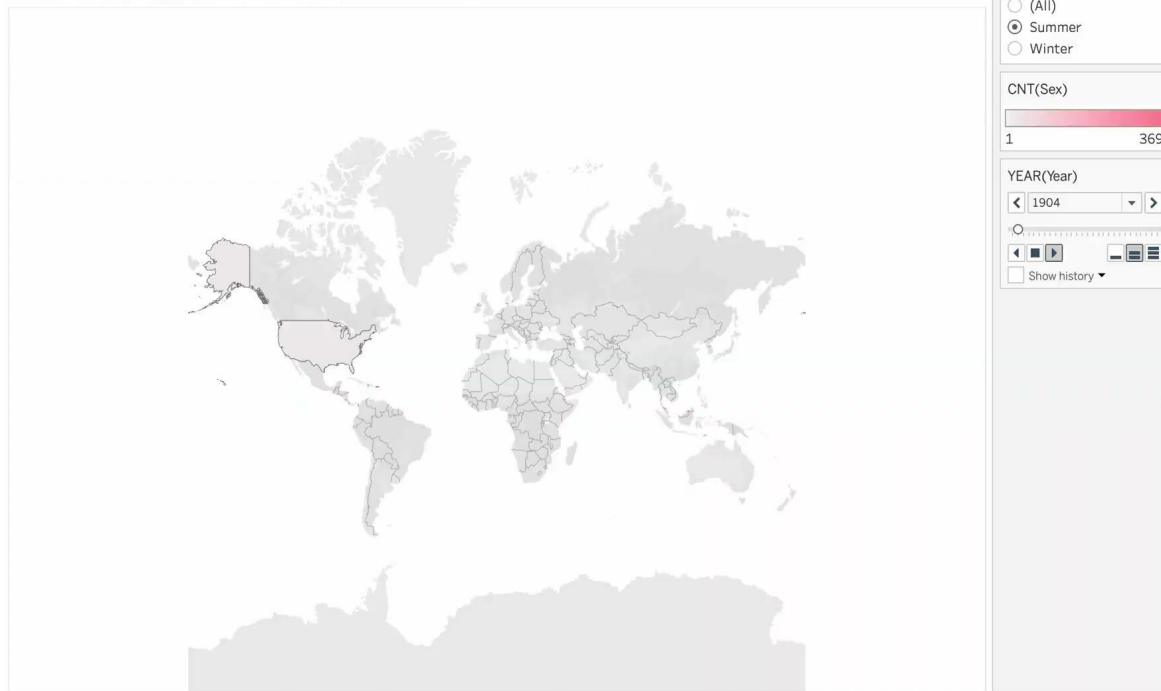 (All)
Summer
Winter
CNT(Sex)
1 369
YEAR(Year)
1904
Show history